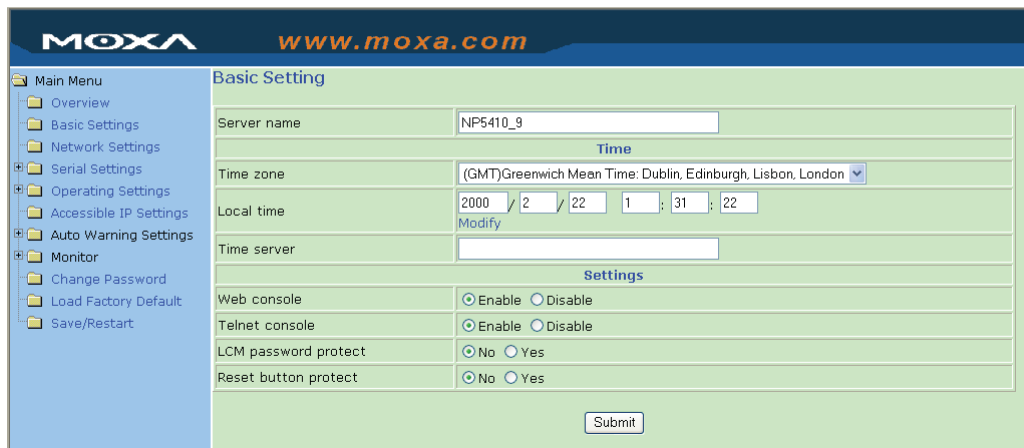 MOXA www.moxa.com
Main Menu
Overview
Basic Settings
Network Settings
Serial Settings
Operating Settings
Accessible IP Settings
Auto Warning Settings
Monitor
Change Password
Load Factory Default
Save/Restart
Basic Setting
Server name NP5410_9
Time
Time zone (GMT)Greenwich Mean Time: Dublin, Edinburgh, Lisbon, London
Local time 2000 / 2 / 22 1 : 31 : 22
Modify
Time server
Settings
Web console Enable Disable
Telnet console Enable Disable
LCM password protect No Yes
Reset button protect No Yes
Submit